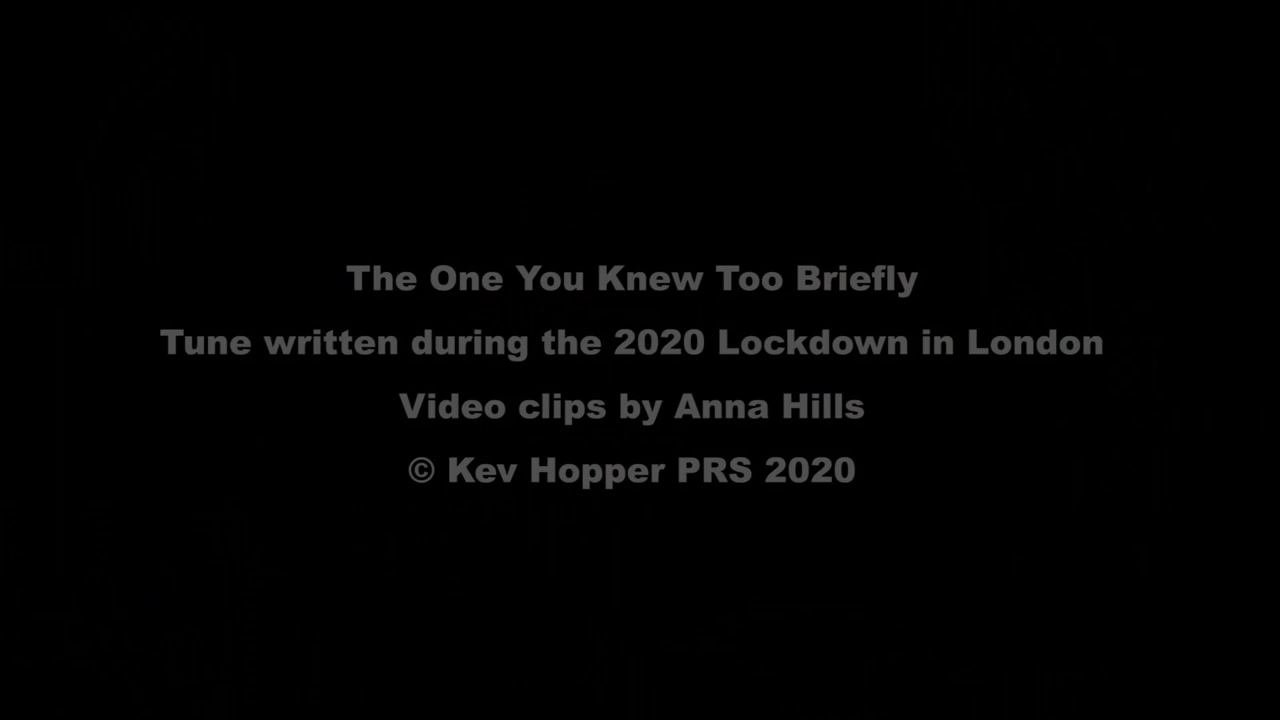 The One You Knew Too Briefly
Tune written during the 2020 Lockdown in London
Video clips by Anna Hills
© Kev Hopper PRS 2020